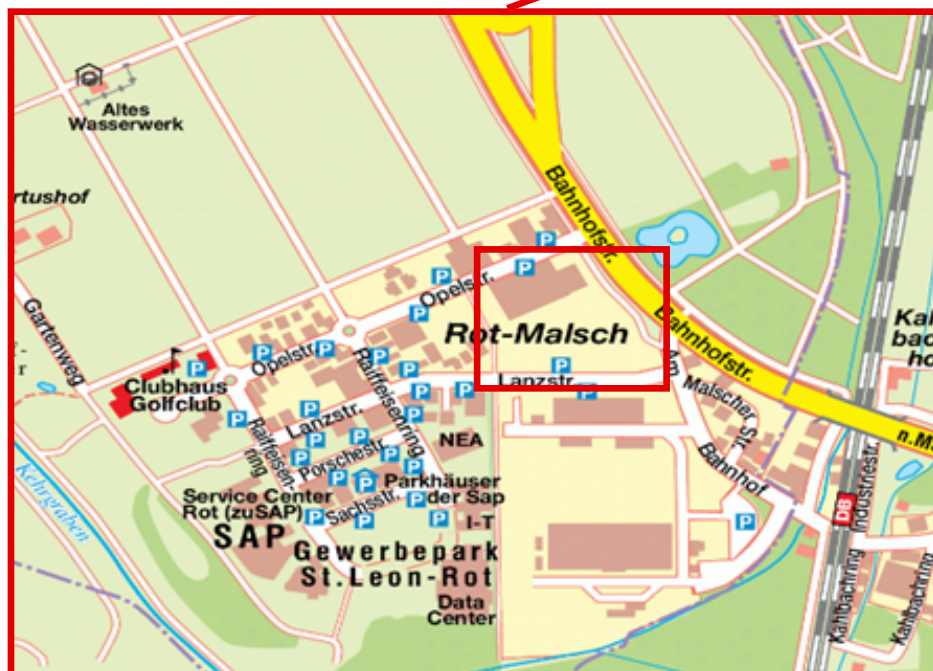 Altes
Wasserwerk
rtushof
Bahnhofstr.
Opelstr.
Rot-Malsch
Gartenweg
Bahnhofstr.
Kal
bac
ho
Opelstr.
Clubhaus
Golfclub
Raiffeisenring
Lanzstr.
Am
Malscher Str.
Lanzstr.
Raiffeisen-
ring
Porschestr.
NEA
Bahnhof
n.M
Kehrgraben
Service Center
Rot (zuSAP)
Parkhäuser
der Sap
Sachsstr.
I-T
SAP
Gewerbepark
St.Leon-Rot
Data
Center
DB
Industriestr.
Kahlbachring
Kahlbachring
P